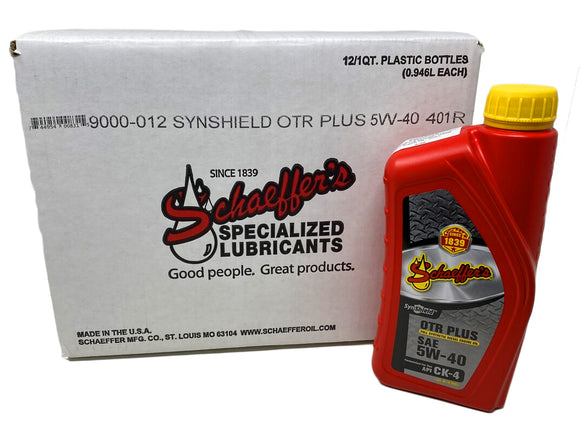 12/1QT. PLASTIC BOTTLES
(0.946L EACH)
9000-012 SYNSHIELD OTR PLUS 5W-40 401R
SINCE 1839
Schaeffer's
SPECIALIZED
LUBRICANTS
Good people. Great products.
MADE IN THE U.S.A.
SCHAEFFER MFG. CO., ST. LOUIS MO 63104 WWW.SCHAEFFEROIL.COM
SINCE
1839
Schaeffer's
SynShield
OTR PLUS
SAE
5W-40
API CK-4